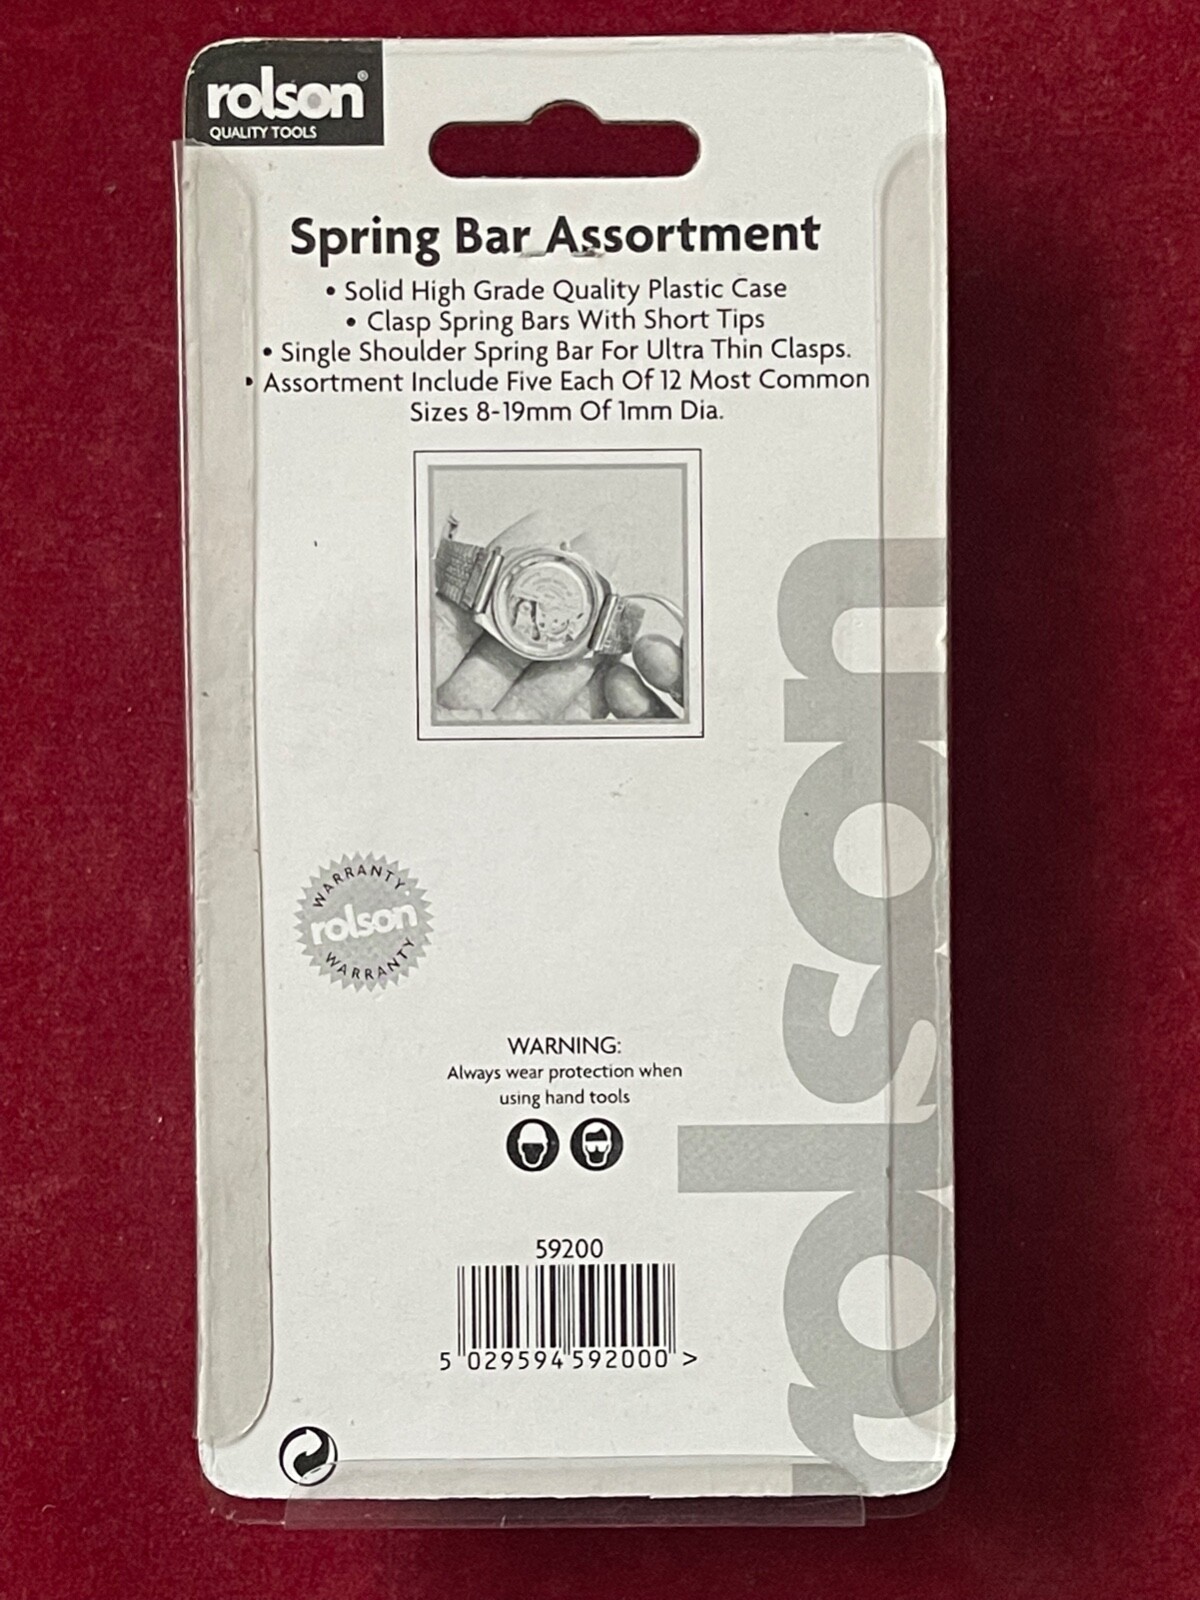 rolson®
QUALITY TOOLS
Spring Bar Assortment
• Solid High Grade Quality Plastic Case
• Clasp Spring Bars With Short Tips
• Single Shoulder Spring Bar For Ultra Thin Clasps.
• Assortment Include Five Each Of 12 Most Common
Sizes 8-19mm Of 1mm Dia.
WARRANTY
rolson
WARRANTY
WARNING:
Always wear protection when
using hand tools
59200
5 029594 592000 >
rolson